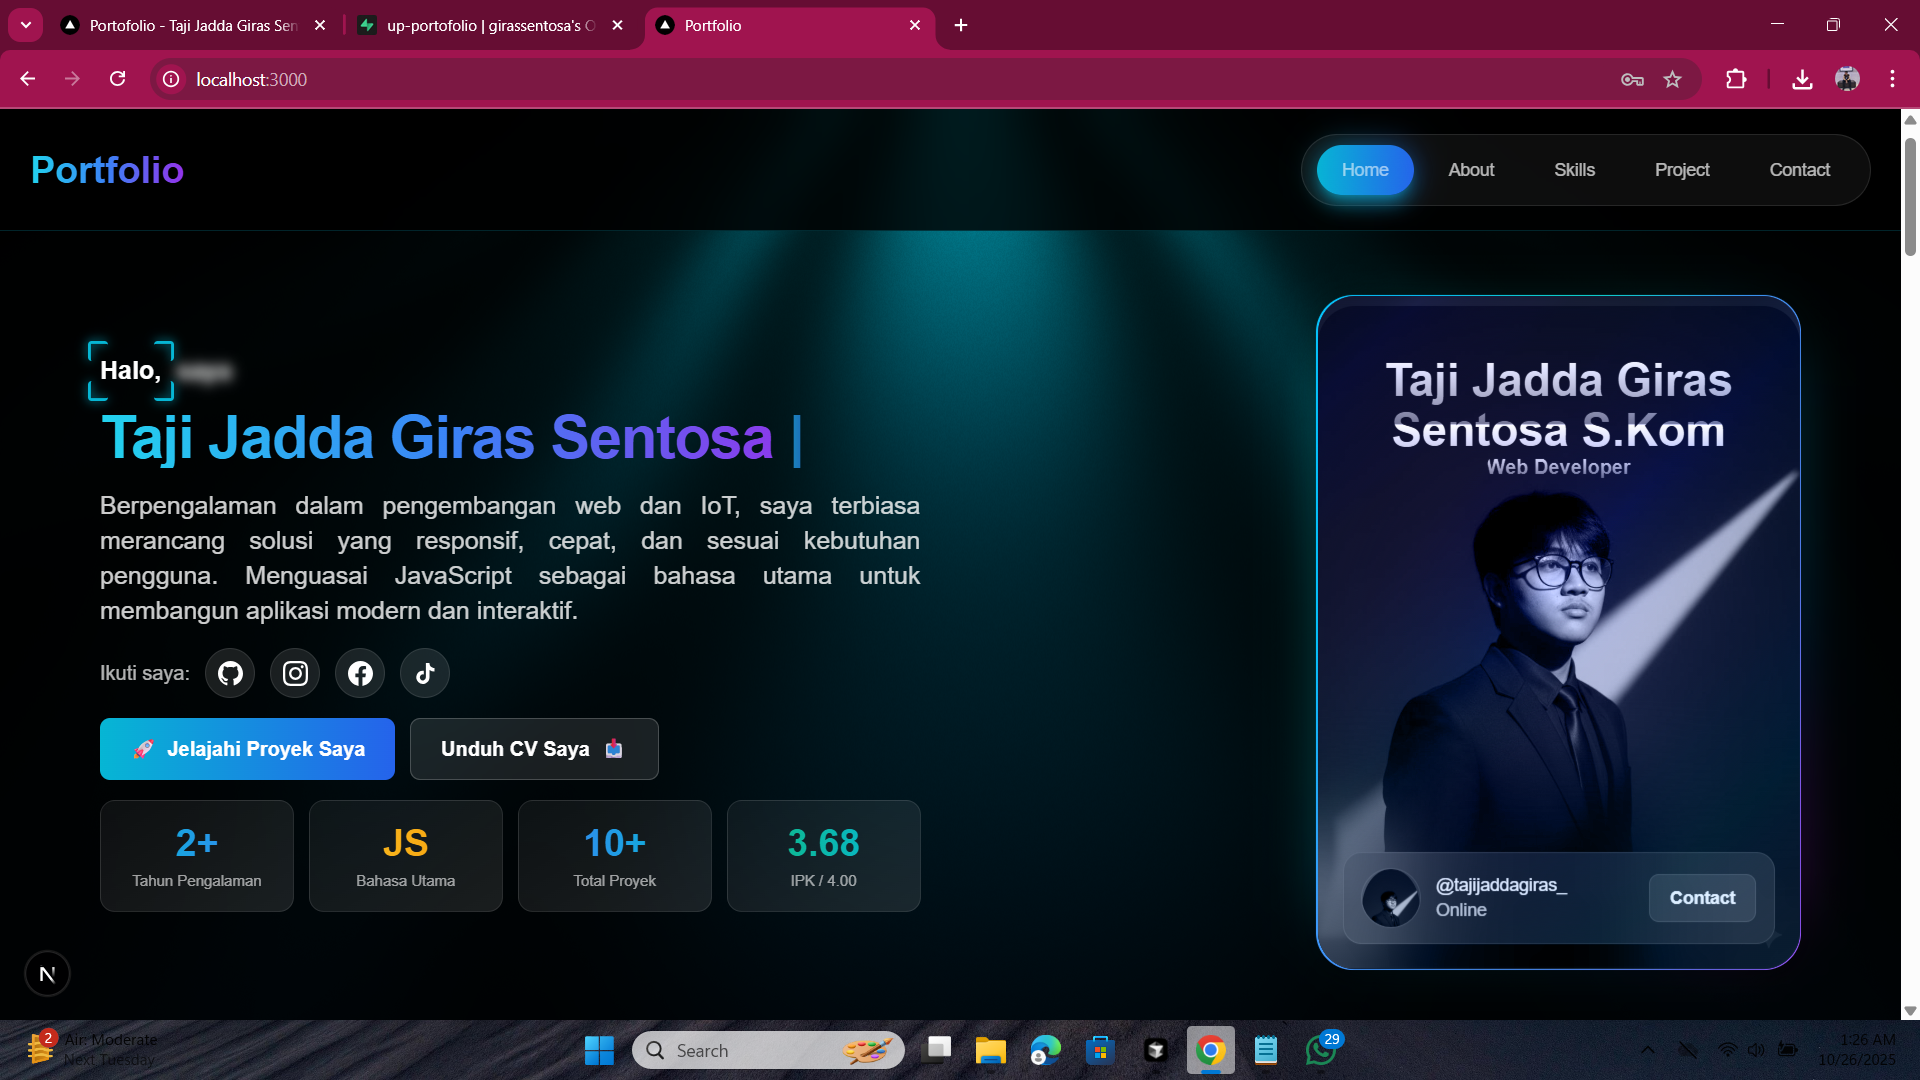 Portofolio - Taji Jadda Giras Sen
up-portofolio | girassentosa's O
Portfolio
localhost:3000
Portfolio
Home
About
Skills
Project
Contact
Halo, saya
Taji Jadda Giras Sentosa |
Berpengalaman dalam pengembangan web dan IoT, saya terbiasa
merancang solusi yang responsif, cepat, dan sesuai kebutuhan
pengguna. Menguasai JavaScript sebagai bahasa utama untuk
membangun aplikasi modern dan interaktif.
Ikuti saya:
Jelajahi Proyek Saya
Unduh CV Saya
2+
Tahun Pengalaman
JS
Bahasa Utama
10+
Total Proyek
3.68
IPK / 4.00
Taji Jadda Giras
Sentosa S.Kom
Web Developer
@tajijaddagiras_
Online
Contact
N
2
Air: Moderate
Next Tuesday
Search
29
1:26 AM
10/26/2025